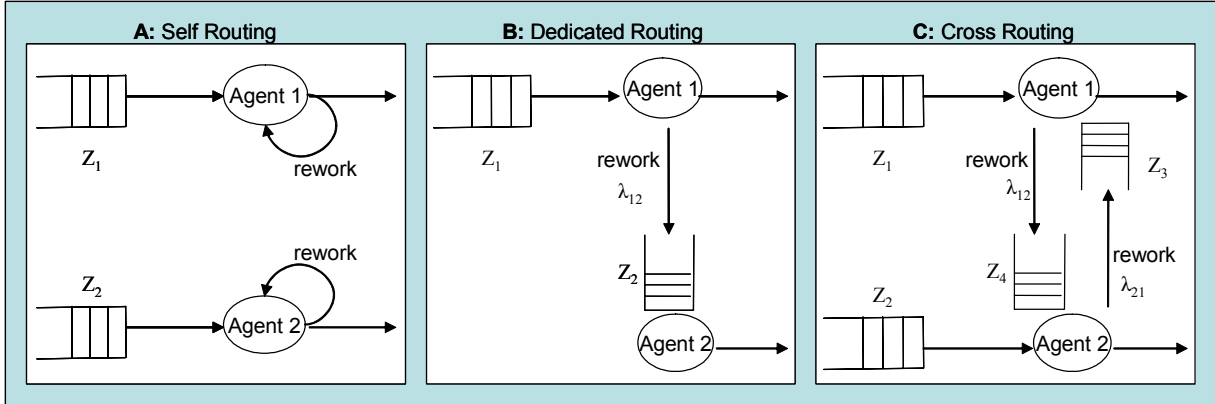 A: Self Routing
Agent 1
Z₁
rework
rework
Z₂
Agent 2
B: Dedicated Routing
Agent 1
Z₁
rework
λ₁₂
Z₂
Agent 2
C: Cross Routing
Agent 1
Z₁
rework
λ₁₂
Z₃
Z₄
rework
λ₂₁
Z₂
Agent 2